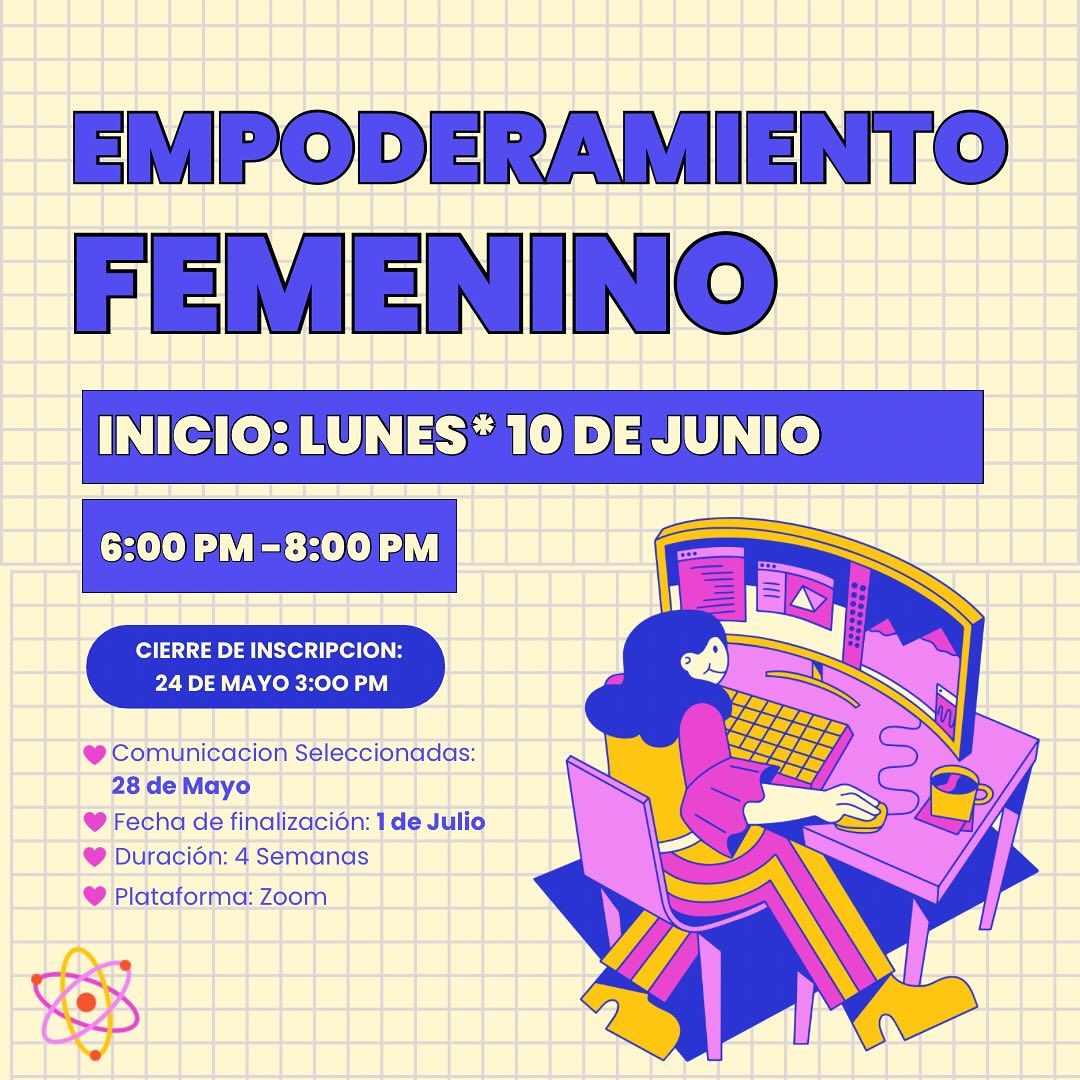 EMPODERAMIENTO
FEMENINO
INICIO: LUNES* 10 DE JUNIO
6:00 PM -8:00 PM
CIERRE DE INSCRIPCION:
24 DE MAYO 3:OO PM
Comunicacion Seleccionadas:
28 de Mayo
Fecha de finalización: 1 de Julio
Duración: 4 Semanas
Plataforma: Zoom